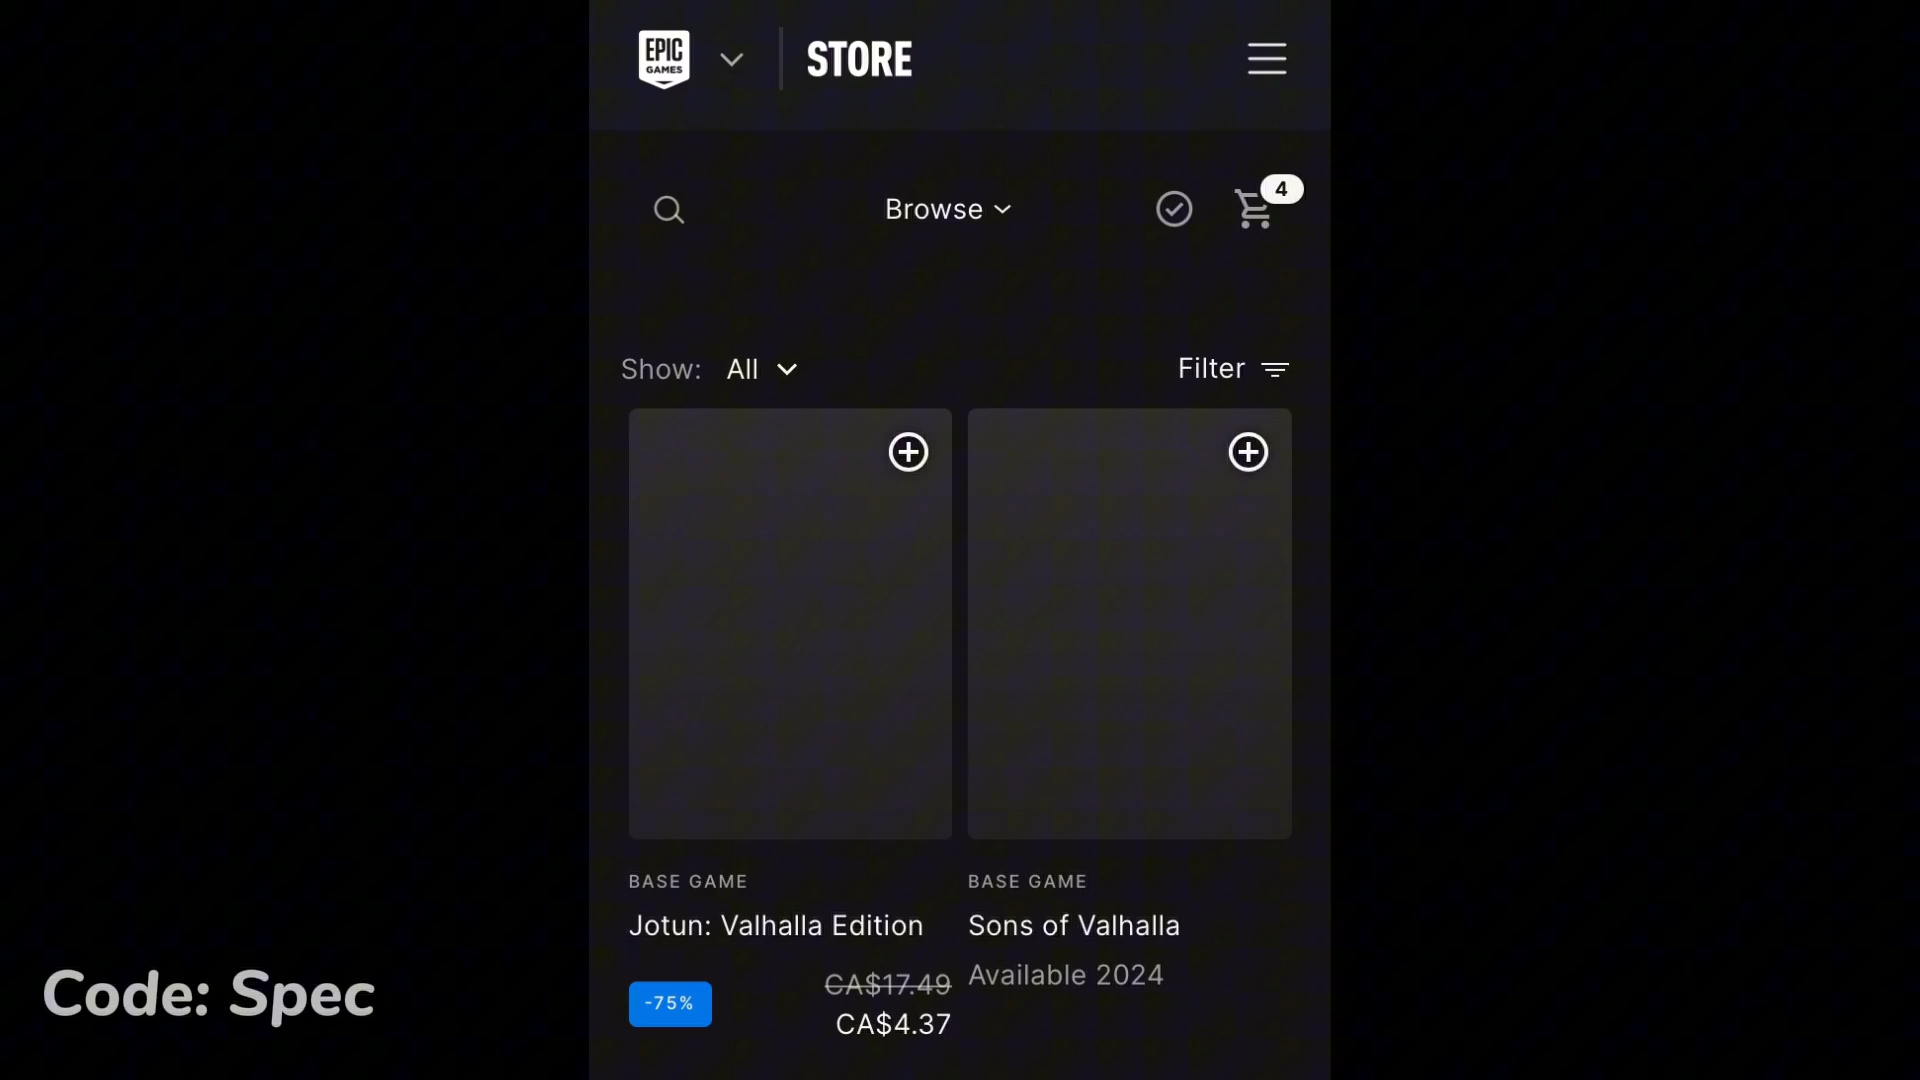 EPIC
GAMES
STORE
Browse
4
Show: All
Filter
BASE GAME
Jotun: Valhalla Edition
-75%
CA$17.49
CA$4.37
BASE GAME
Sons of Valhalla
Available 2024
Code: Spec